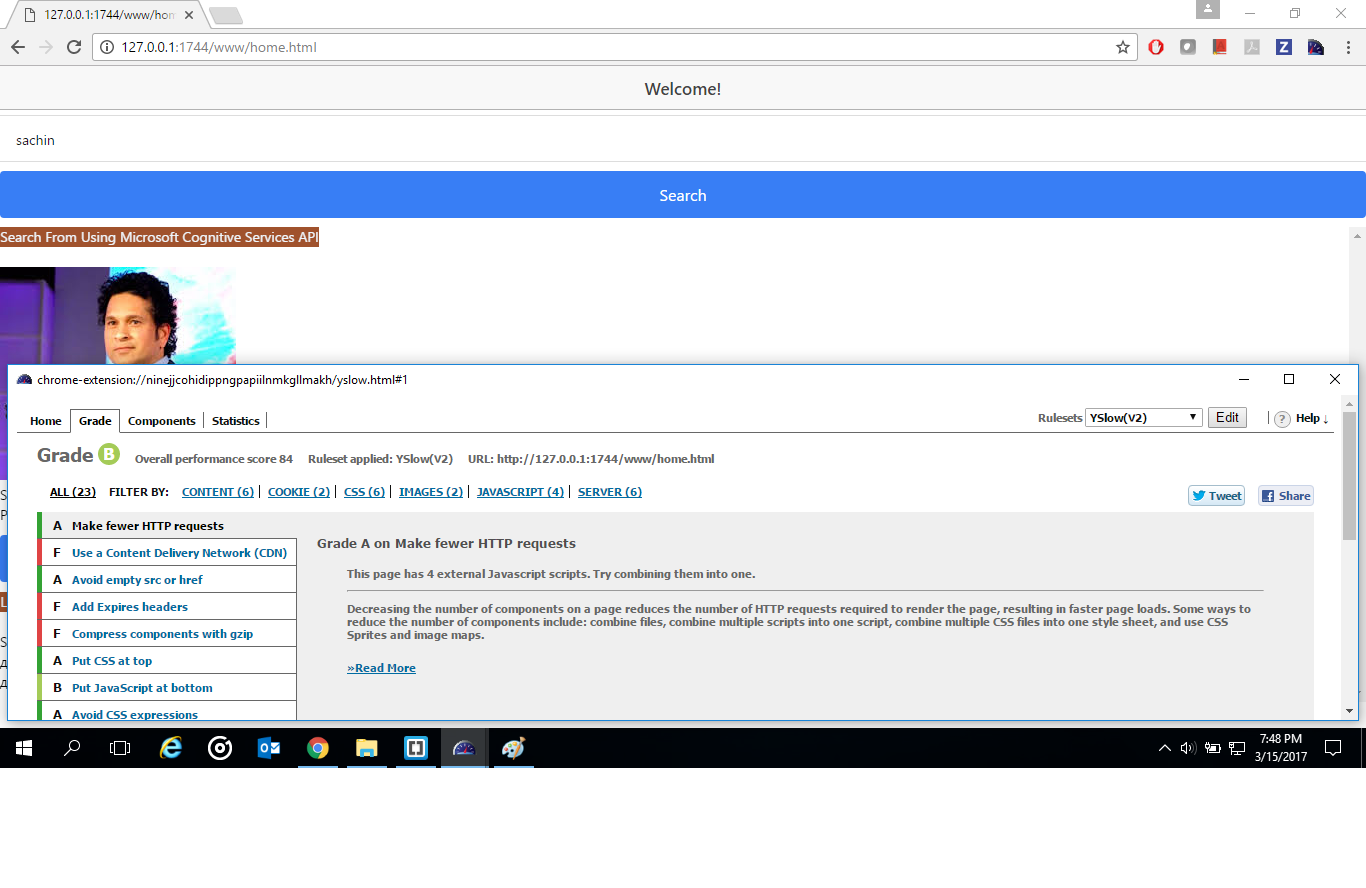 127.0.0.1:1744/www/hom
127.0.0.1:1744/www/home.html
Welcome!
sachin
Search
Search From Using Microsoft Cognitive Services API
chrome-extension://ninejjcohidippngpapiilnmkgllmakh/yslow.html#1
Home Grade Components Statistics Rulesets YSlow(V2) Edit ? Help ↓
Grade B Overall performance score 84 Ruleset applied: YSlow(V2) URL: http://127.0.0.1:1744/www/home.html
ALL (23) FILTER BY: CONTENT (6) COOKIE (2) CSS (6) IMAGES (2) JAVASCRIPT (4) SERVER (6) Tweet Share
A Make fewer HTTP requests
F Use a Content Delivery Network (CDN)
A Avoid empty src or href
F Add Expires headers
F Compress components with gzip
A Put CSS at top
B Put JavaScript at bottom
A Avoid CSS expressions
Grade A on Make fewer HTTP requests
This page has 4 external Javascript scripts. Try combining them into one.
Decreasing the number of components on a page reduces the number of HTTP requests required to render the page, resulting in faster page loads. Some ways to
reduce the number of components include: combine files, combine multiple scripts into one script, combine multiple CSS files into one style sheet, and use CSS
Sprites and image maps.
»Read More
7:48 PM
3/15/2017